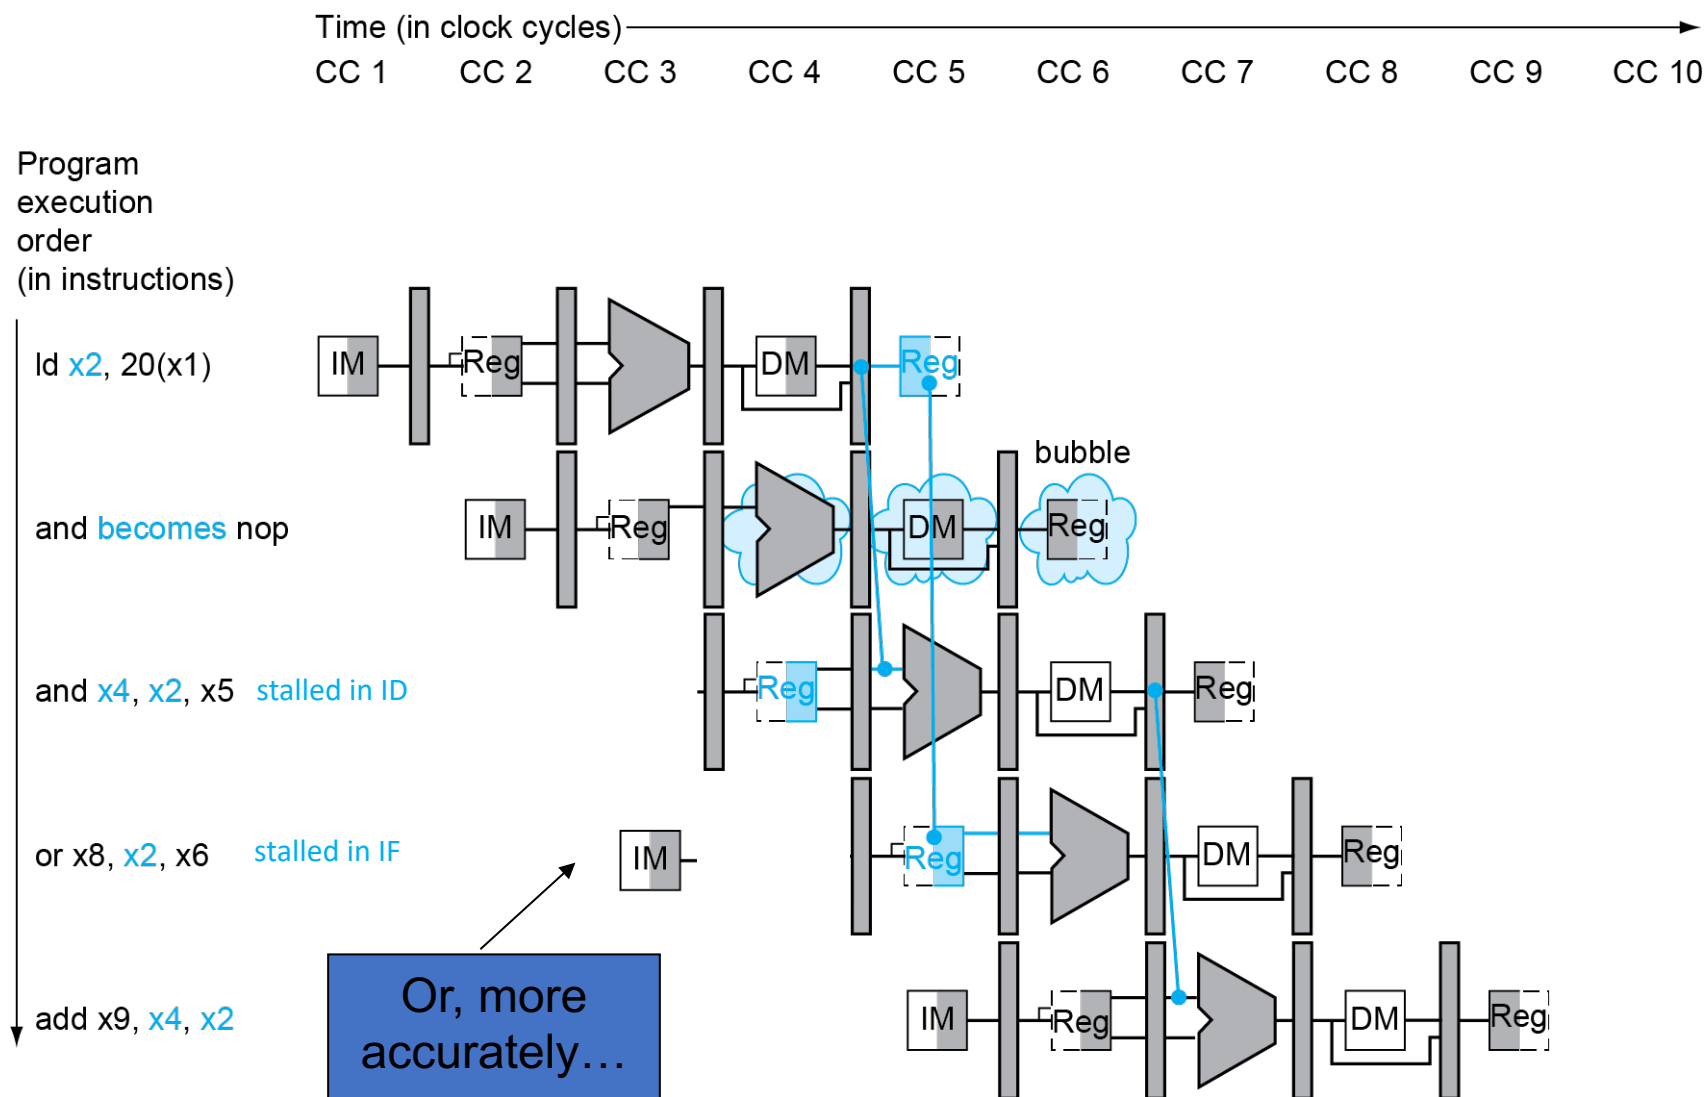 Time (in clock cycles)
CC 1 CC 2 CC 3 CC 4 CC 5 CC 6 CC 7 CC 8 CC 9 CC 10
Program
execution
order
(in instructions)
ld x2, 20(x1)
IM Reg DM Reg
bubble
and becomes nop
IM Reg DM Reg
and x4, x2, x5 stalled in ID
Reg DM Reg
or x8, x2, x6 stalled in IF
IM Reg DM Reg
Or, more
accurately…
add x9, x4, x2
IM Reg DM Reg